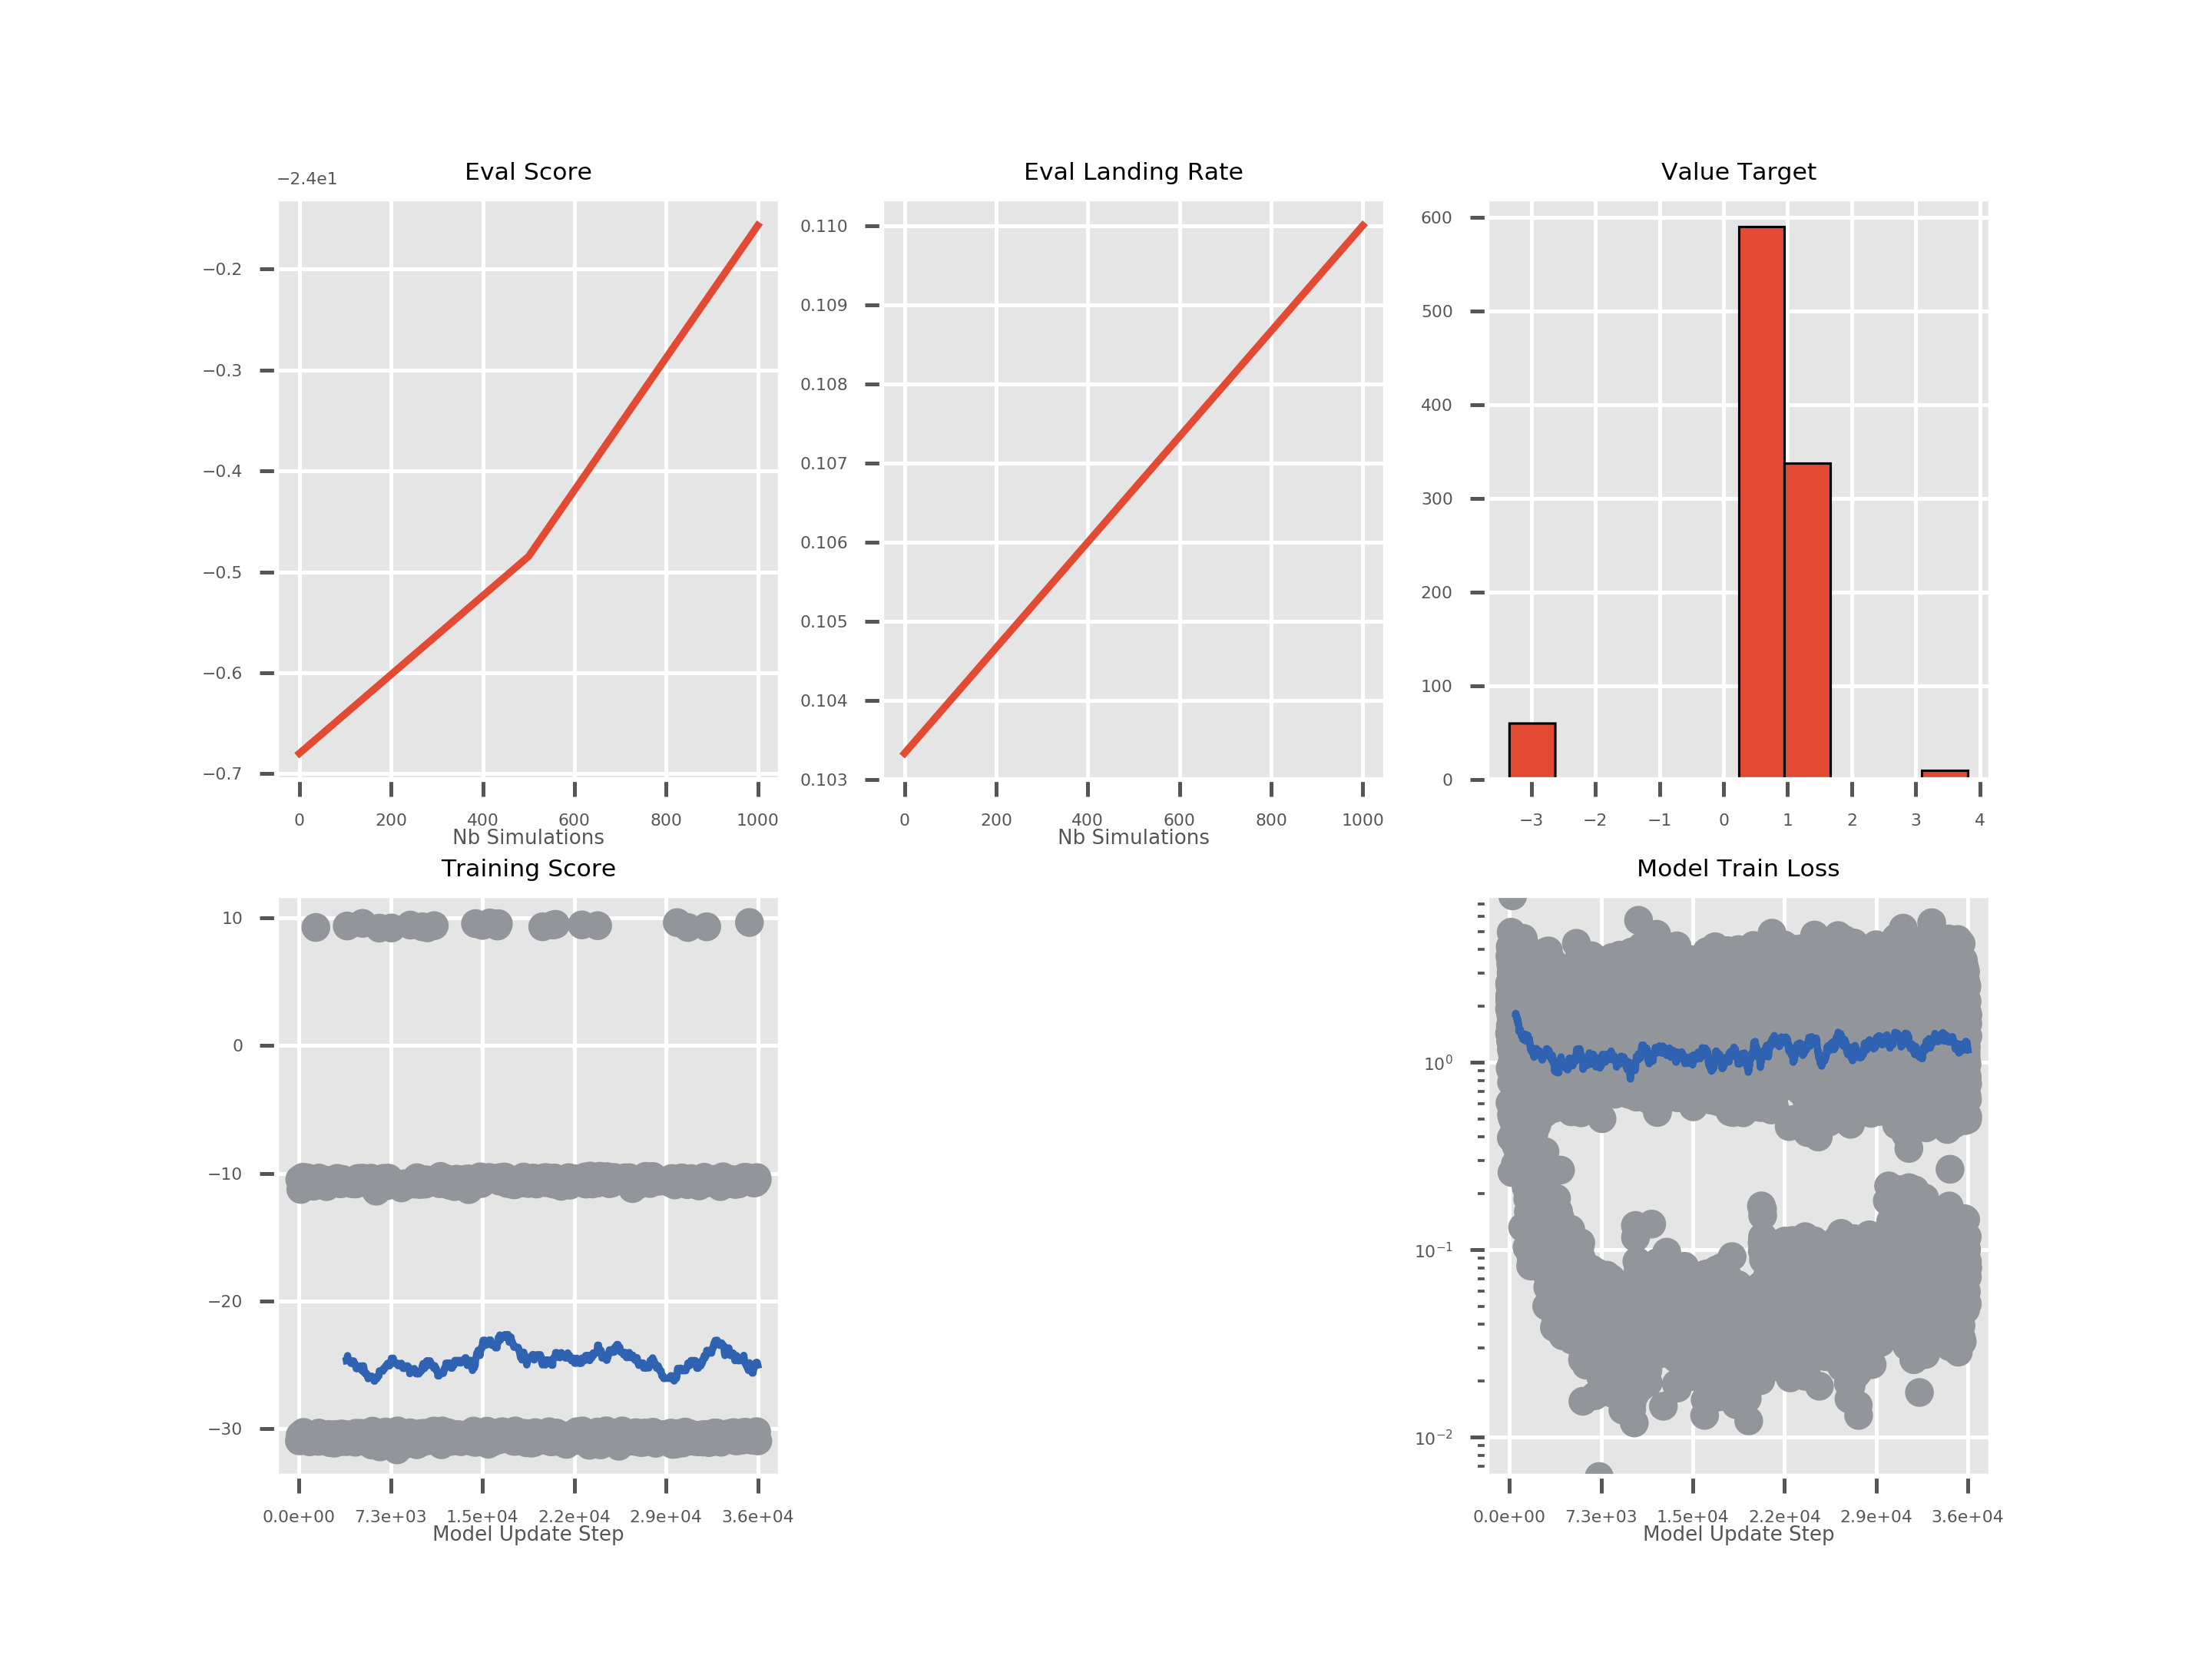 Eval Score
−2.4e1
−0.2
−0.3
−0.4
−0.5
−0.6
−0.7
0 200 400 600 800 1000
Nb Simulations
Eval Landing Rate
0.110
0.109
0.108
0.107
0.106
0.105
0.104
0.103
0 200 400 600 800 1000
Nb Simulations
Value Target
600
500
400
300
200
100
0
−3 −2 −1 0 1 2 3 4
Training Score
10
0
−10
−20
−30
0.0e+00 7.3e+03 1.5e+04 2.2e+04 2.9e+04 3.6e+04
Model Update Step
Model Train Loss
10⁰
10⁻¹
10⁻²
0.0e+00 7.3e+03 1.5e+04 2.2e+04 2.9e+04 3.6e+04
Model Update Step